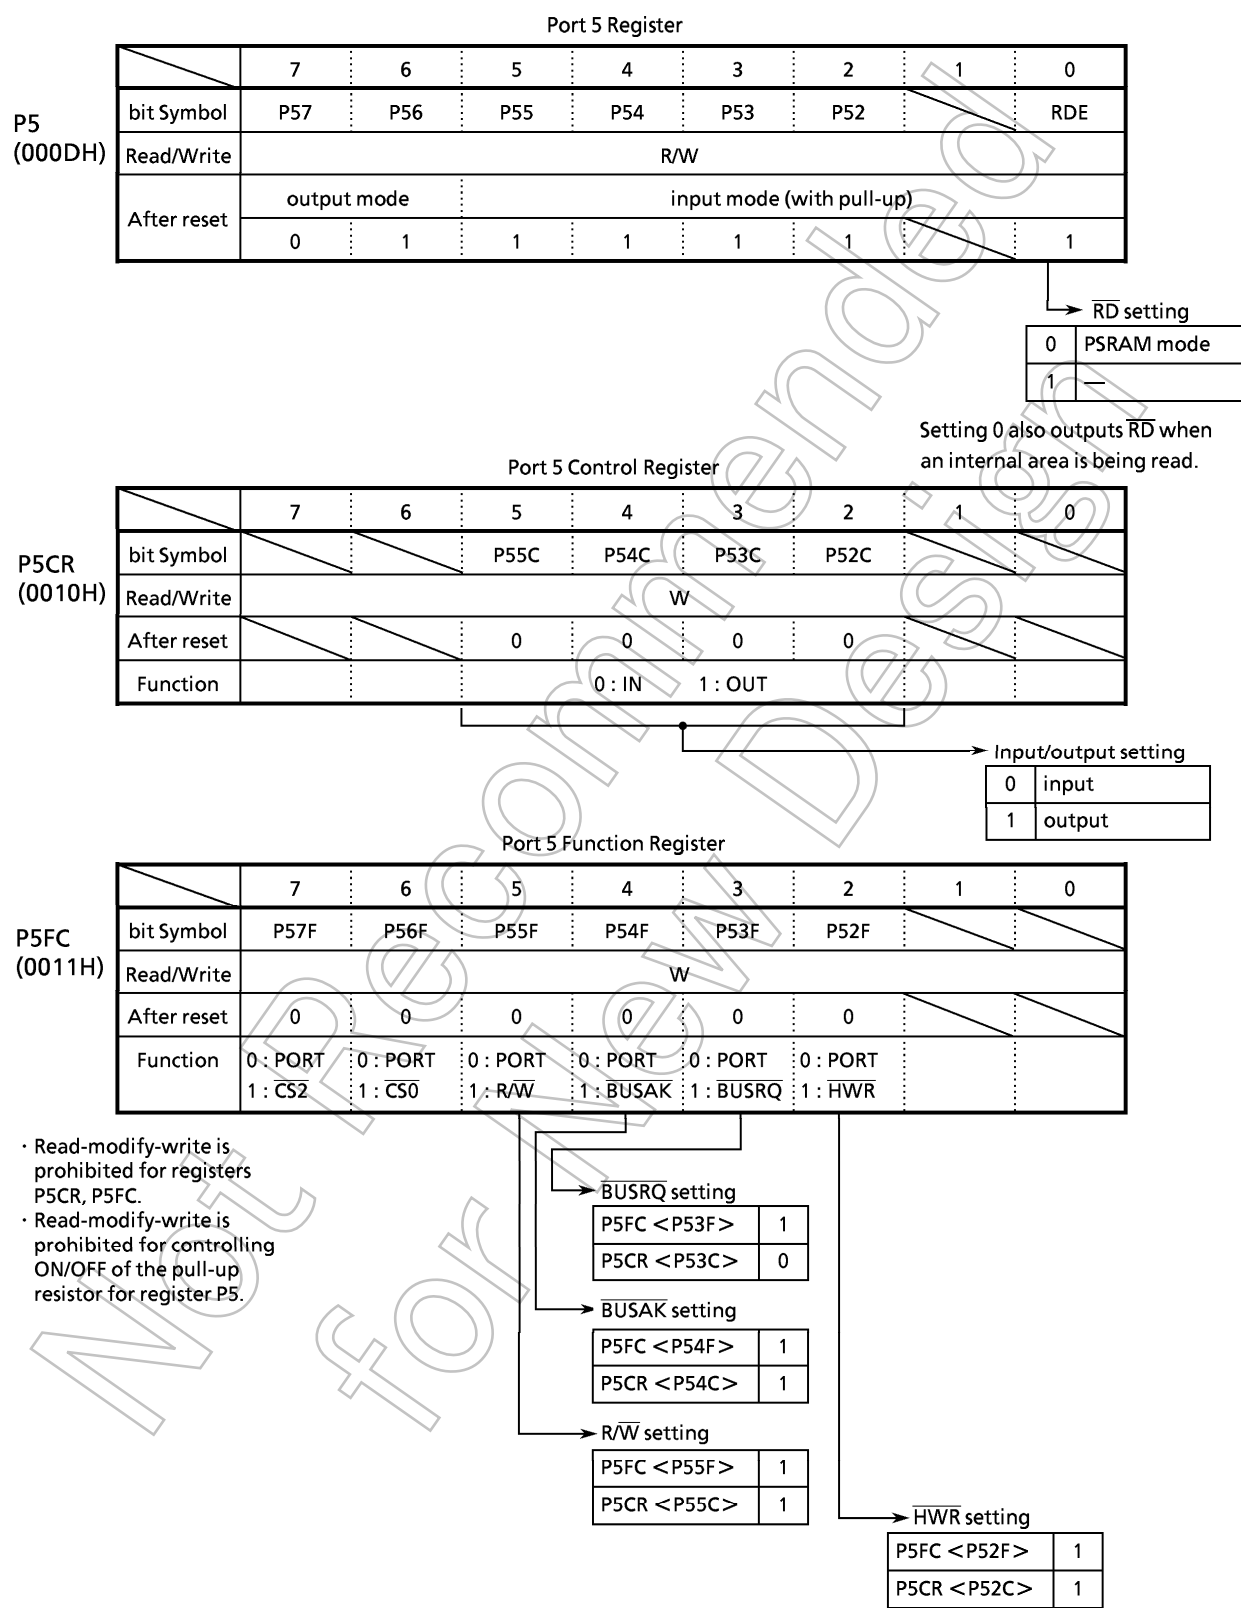 Port 5 Register
7 6 5 4 3 2 1 0
P5
(000DH)
bit Symbol P57 P56 P55 P54 P53 P52 RDE
Read/Write R/W
After reset output mode input mode (with pull-up)
0 1 1 1 1 1 1
RD setting
0 PSRAM mode
1 —
Setting 0 also outputs RD when
an internal area is being read.
Port 5 Control Register
7 6 5 4 3 2 1 0
P5CR
(0010H)
bit Symbol P55C P54C P53C P52C
Read/Write W
After reset 0 0 0 0
Function 0 : IN 1 : OUT
Input/output setting
0 input
1 output
Port 5 Function Register
7 6 5 4 3 2 1 0
P5FC
(0011H)
bit Symbol P57F P56F P55F P54F P53F P52F
Read/Write W
After reset 0 0 0 0 0 0
Function 0 : PORT 0 : PORT 0 : PORT 0 : PORT 0 : PORT 0 : PORT
1 : CS2 1 : CS0 1 : R/W 1 : BUSAK 1 : BUSRQ 1 : HWR
· Read-modify-write is
prohibited for registers
P5CR, P5FC.
· Read-modify-write is
prohibited for controlling
ON/OFF of the pull-up
resistor for register P5.
BUSRQ setting
P5FC <P53F> 1
P5CR <P53C> 0
BUSAK setting
P5FC <P54F> 1
P5CR <P54C> 1
R/W setting
P5FC <P55F> 1
P5CR <P55C> 1
HWR setting
P5FC <P52F> 1
P5CR <P52C> 1
Not Recommended
for New Design